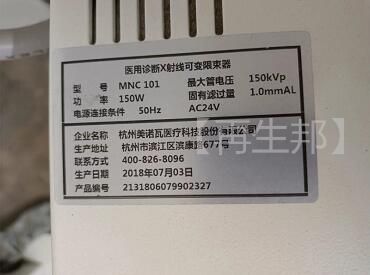 医用诊断X射线可变限束器
型 号 MNC 101 最大管电压 150kVp
功 率 150W 固有滤过量 1.0mmAL
电源连接条件 50Hz AC24V
企业名称: 杭州美诺瓦医疗科技股份有限公司
生产地址: 杭州市滨江区滨康路677号
联系方式: 400-826-8096
生产日期: 2018年07月03日
产品编号: 2131806079902327
【再生邦】